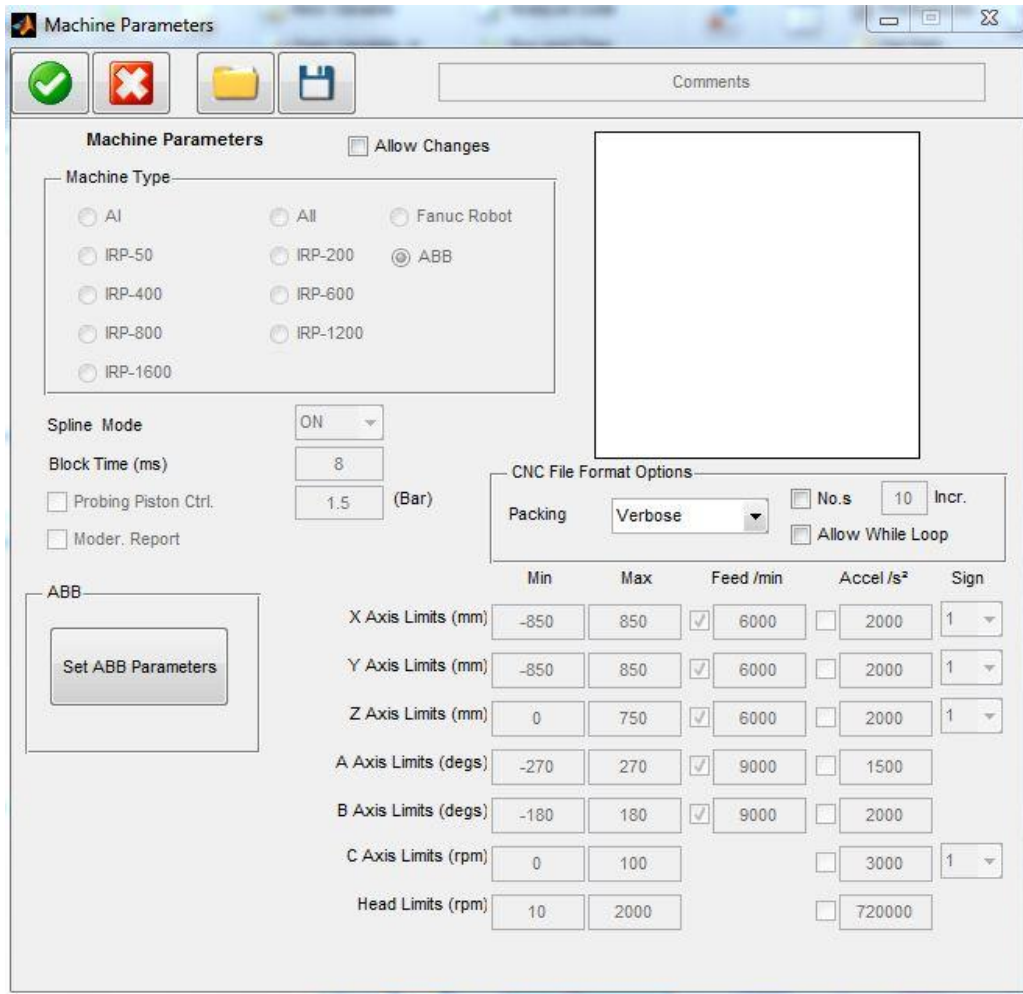 Machine Parameters
Comments
Machine Parameters
Allow Changes
Machine Type
AI AII Fanuc Robot
IRP-50 IRP-200 ABB
IRP-400 IRP-600
IRP-800 IRP-1200
IRP-1600
Spline Mode ON
Block Time (ms) 8
Probing Piston Ctrl. 1.5 (Bar)
Moder. Report
CNC File Format Options
Packing Verbose No.s 10 Incr.
Allow While Loop
ABB
Set ABB Parameters
Min Max Feed /min Accel /s² Sign
X Axis Limits (mm) -850 850 6000 2000 1
Y Axis Limits (mm) -850 850 6000 2000 1
Z Axis Limits (mm) 0 750 6000 2000 1
A Axis Limits (degs) -270 270 9000 1500
B Axis Limits (degs) -180 180 9000 2000
C Axis Limits (rpm) 0 100 3000 1
Head Limits (rpm) 10 2000 720000